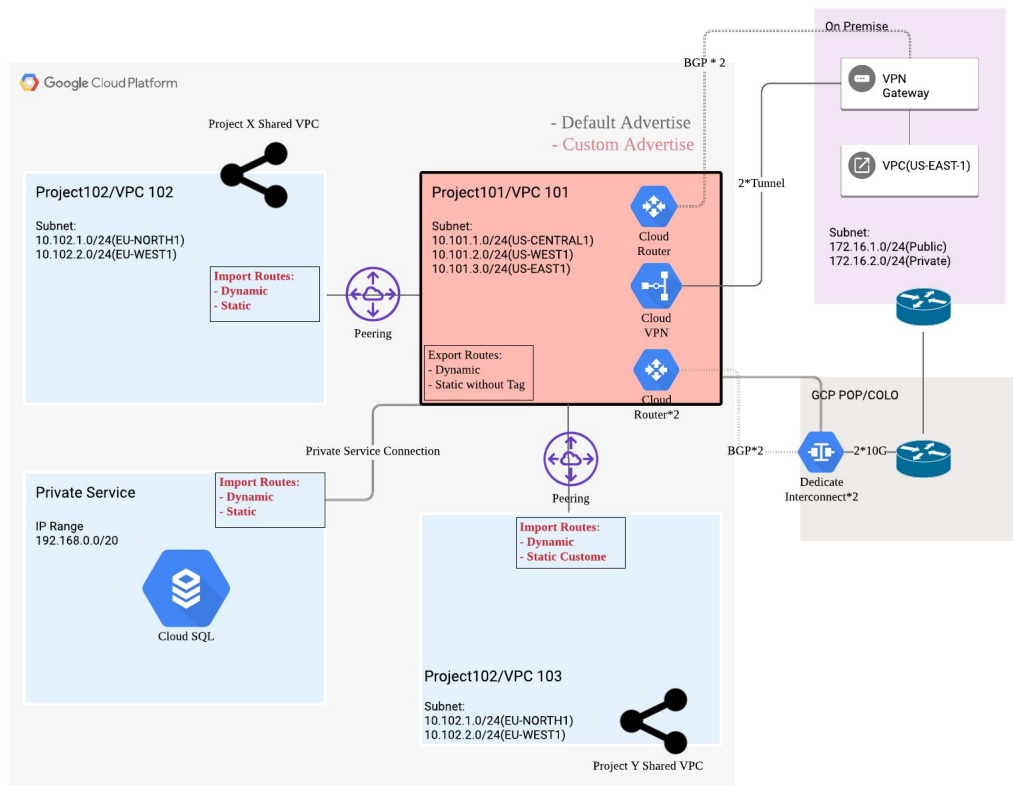 On Premise
BGP * 2
Google Cloud Platform
VPN
Gateway
Project X Shared VPC
- Default Advertise
- Custom Advertise
VPC(US-EAST-1)
Project102/VPC 102
Subnet:
10.102.1.0/24(EU-NORTH1)
10.102.2.0/24(EU-WEST1)
Import Routes:
- Dynamic
- Static
Peering
Project101/VPC 101
Subnet:
10.101.1.0/24(US-CENTRAL1)
10.101.2.0/24(US-WEST1)
10.101.3.0/24(US-EAST1)
Cloud
Router
2*Tunnel
Cloud
VPN
Subnet:
172.16.1.0/24(Public)
172.16.2.0/24(Private)
Export Routes:
- Dynamic
- Static without Tag
Cloud
Router*2
GCP POP/COLO
BGP*2
2*10G
Dedicate
Interconnect*2
Private Service Connection
Peering
Private Service
IP Range
192.168.0.0/20
Import Routes:
- Dynamic
- Static
Cloud SQL
Import Routes:
- Dynamic
- Static Custome
Project102/VPC 103
Subnet:
10.102.1.0/24(EU-NORTH1)
10.102.2.0/24(EU-WEST1)
Project Y Shared VPC